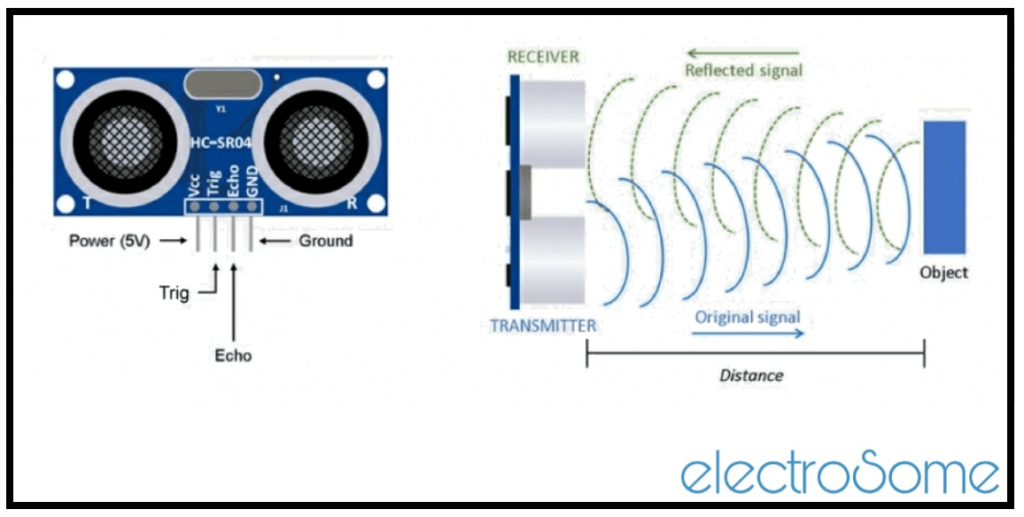 Y1
HC-SR04
Vcc
Trig
Echo
GND
T
J1
R
Power (5V)
Ground
Trig
Echo
RECEIVER
Reflected signal
Object
Original signal
TRANSMITTER
Distance
electroSome